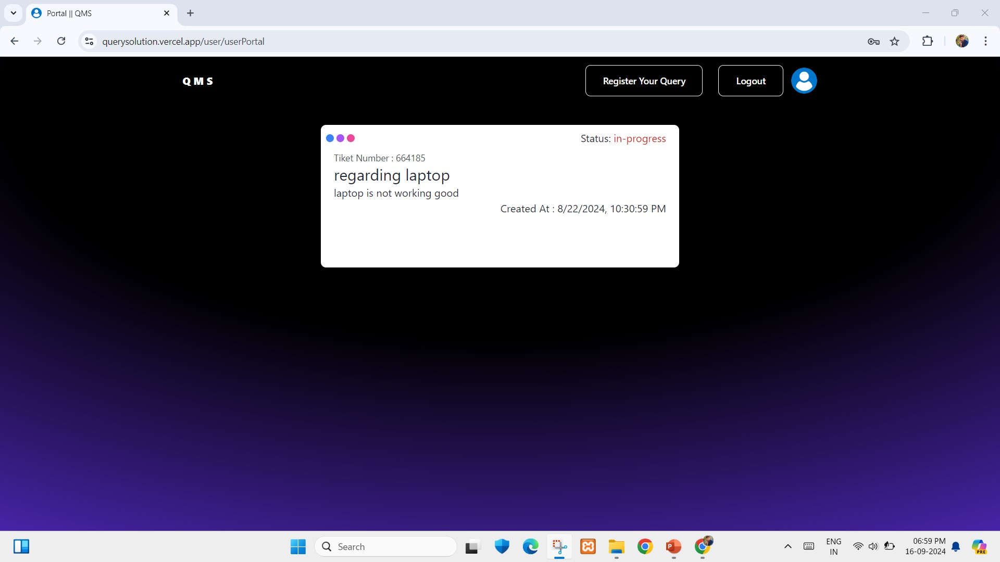 Portal || QMS
querysolution.vercel.app/user/userPortal
QMS
Register Your Query
Logout
Status: in-progress
Tiket Number : 664185
regarding laptop
laptop is not working good
Created At : 8/22/2024, 10:30:59 PM
Search
ENG
IN
06:59 PM
16-09-2024
PRE